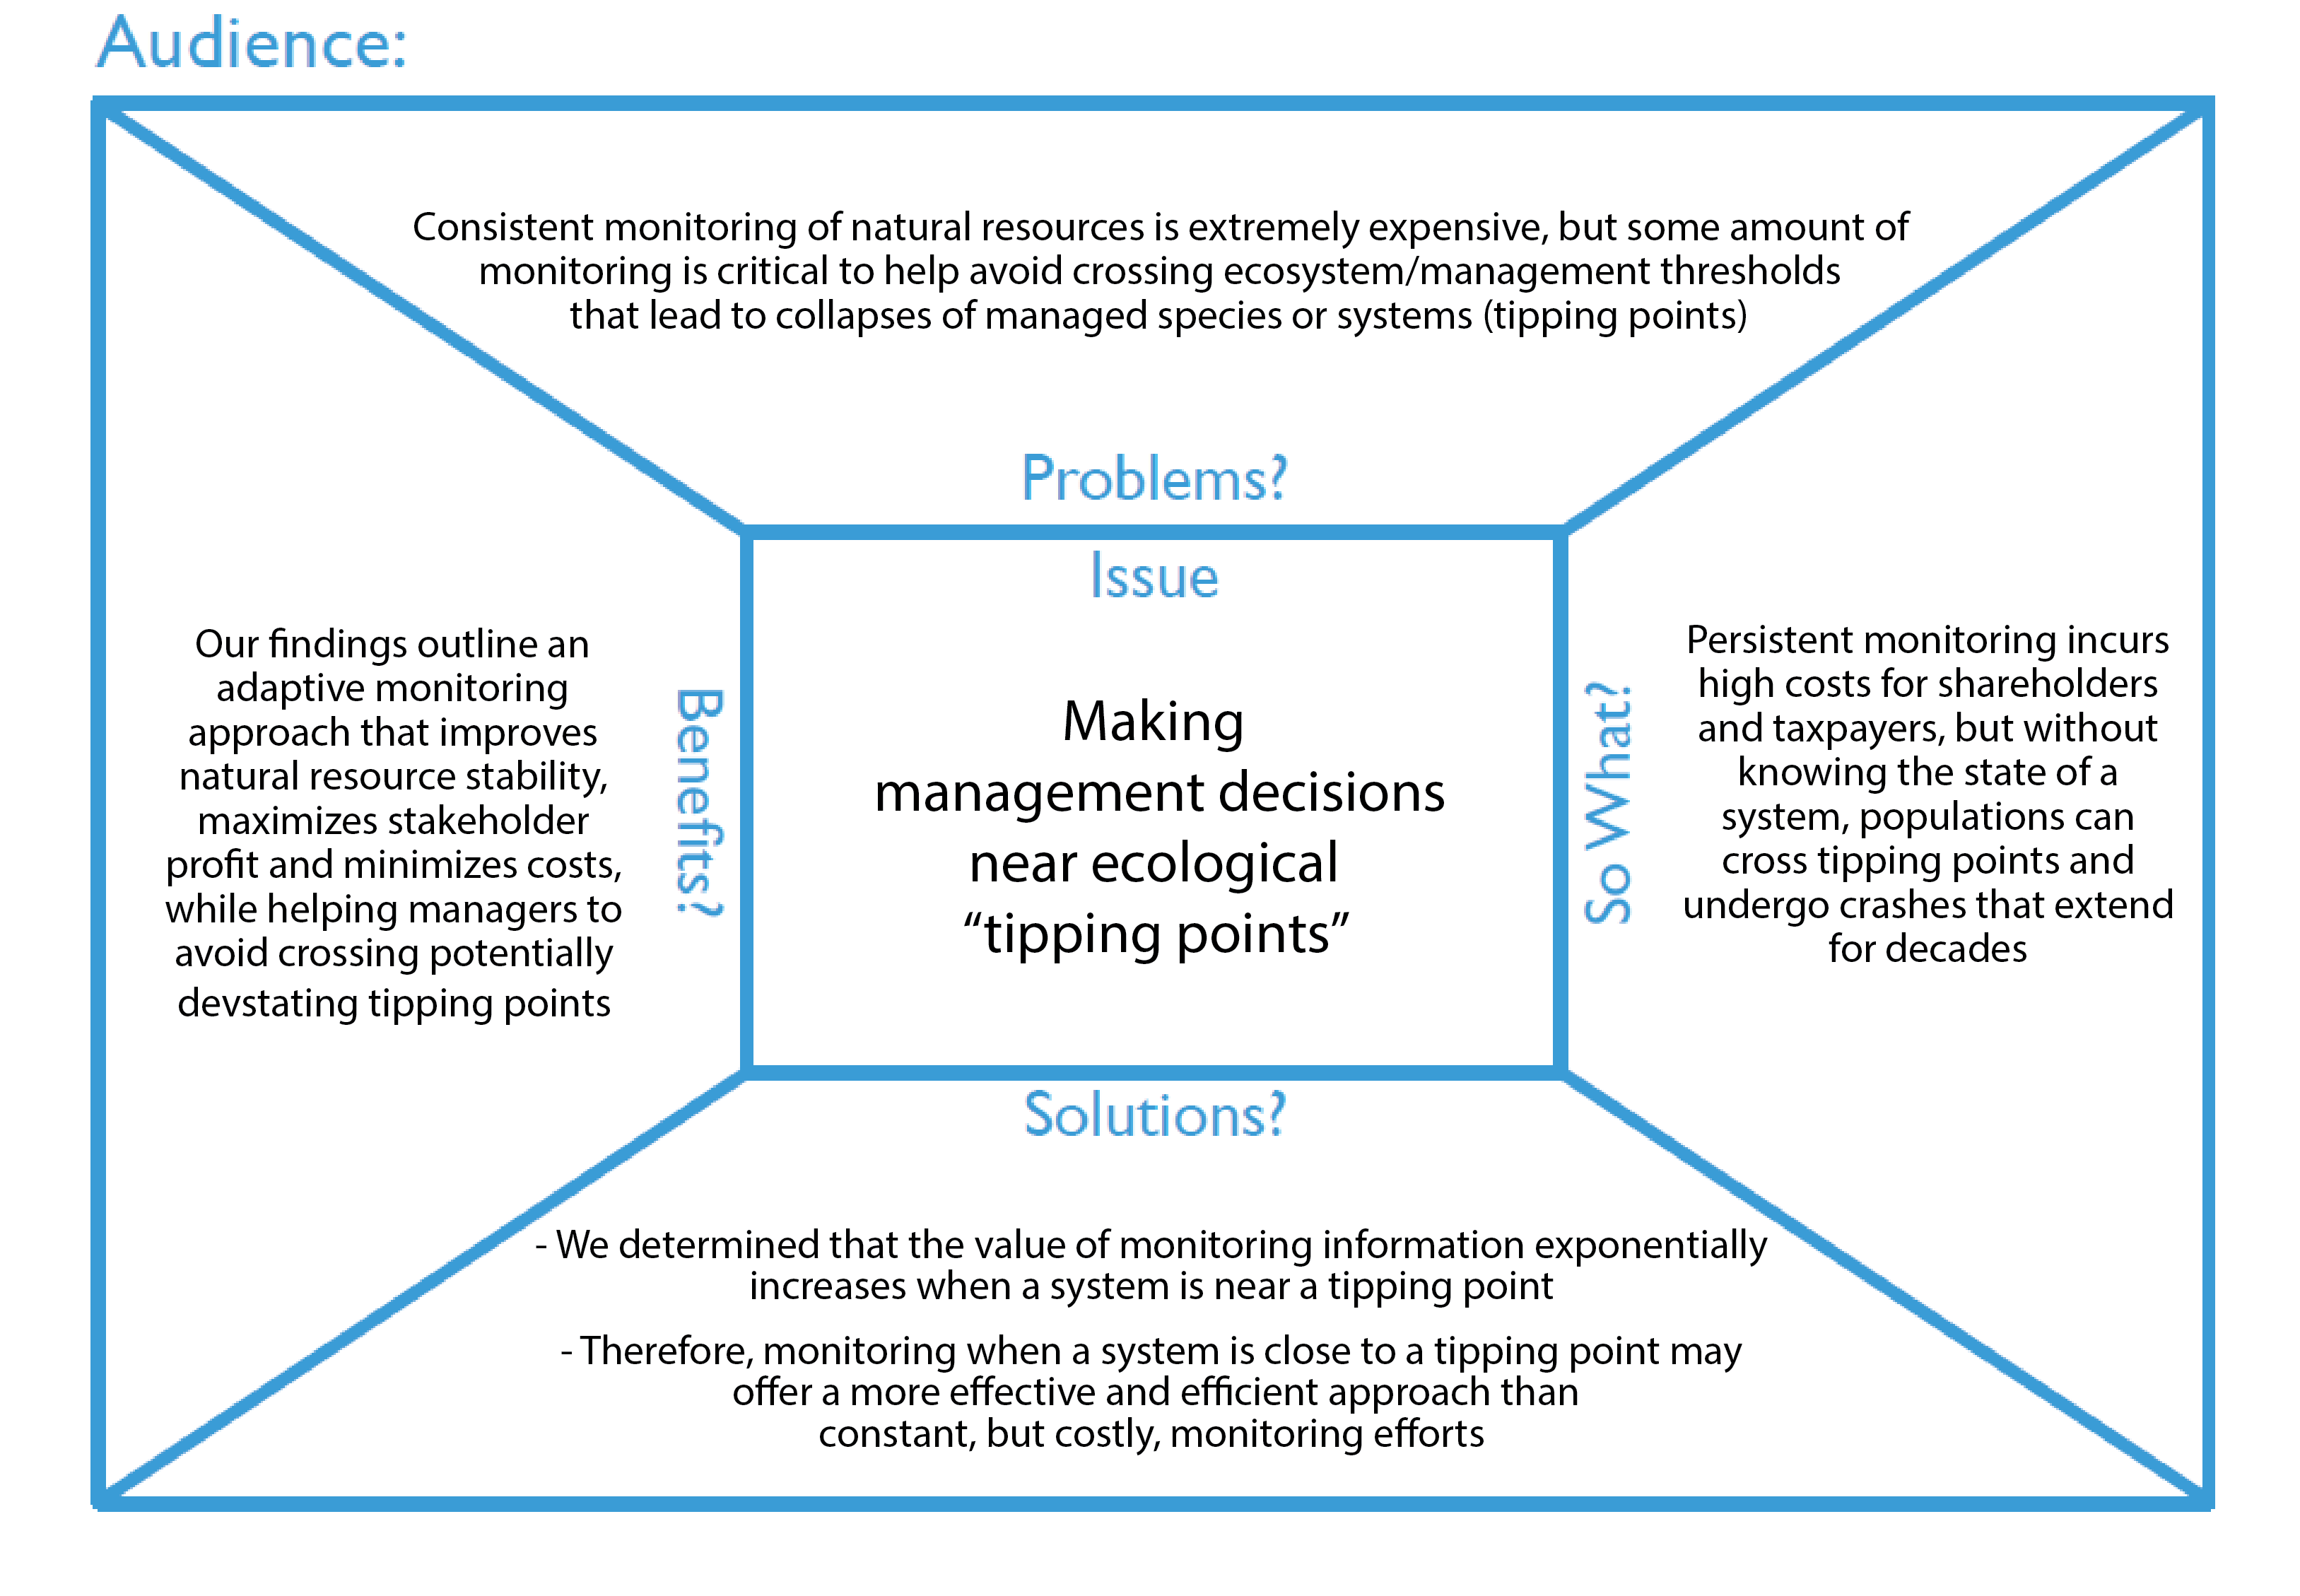 Audience:
Consistent monitoring of natural resources is extremely expensive, but some amount of
monitoring is critical to help avoid crossing ecosystem/management thresholds
that lead to collapses of managed species or systems (tipping points)
Problems?
Issue
Making
management decisions
near ecological
“tipping points”
Benefits?
Our findings outline an
adaptive monitoring
approach that improves
natural resource stability,
maximizes stakeholder
profit and minimizes costs,
while helping managers to
avoid crossing potentially
devstating tipping points
So What?
Persistent monitoring incurs
high costs for shareholders
and taxpayers, but without
knowing the state of a
system, populations can
cross tipping points and
undergo crashes that extend
for decades
Solutions?
- We determined that the value of monitoring information exponentially
increases when a system is near a tipping point
- Therefore, monitoring when a system is close to a tipping point may
offer a more effective and efficient approach than
constant, but costly, monitoring efforts